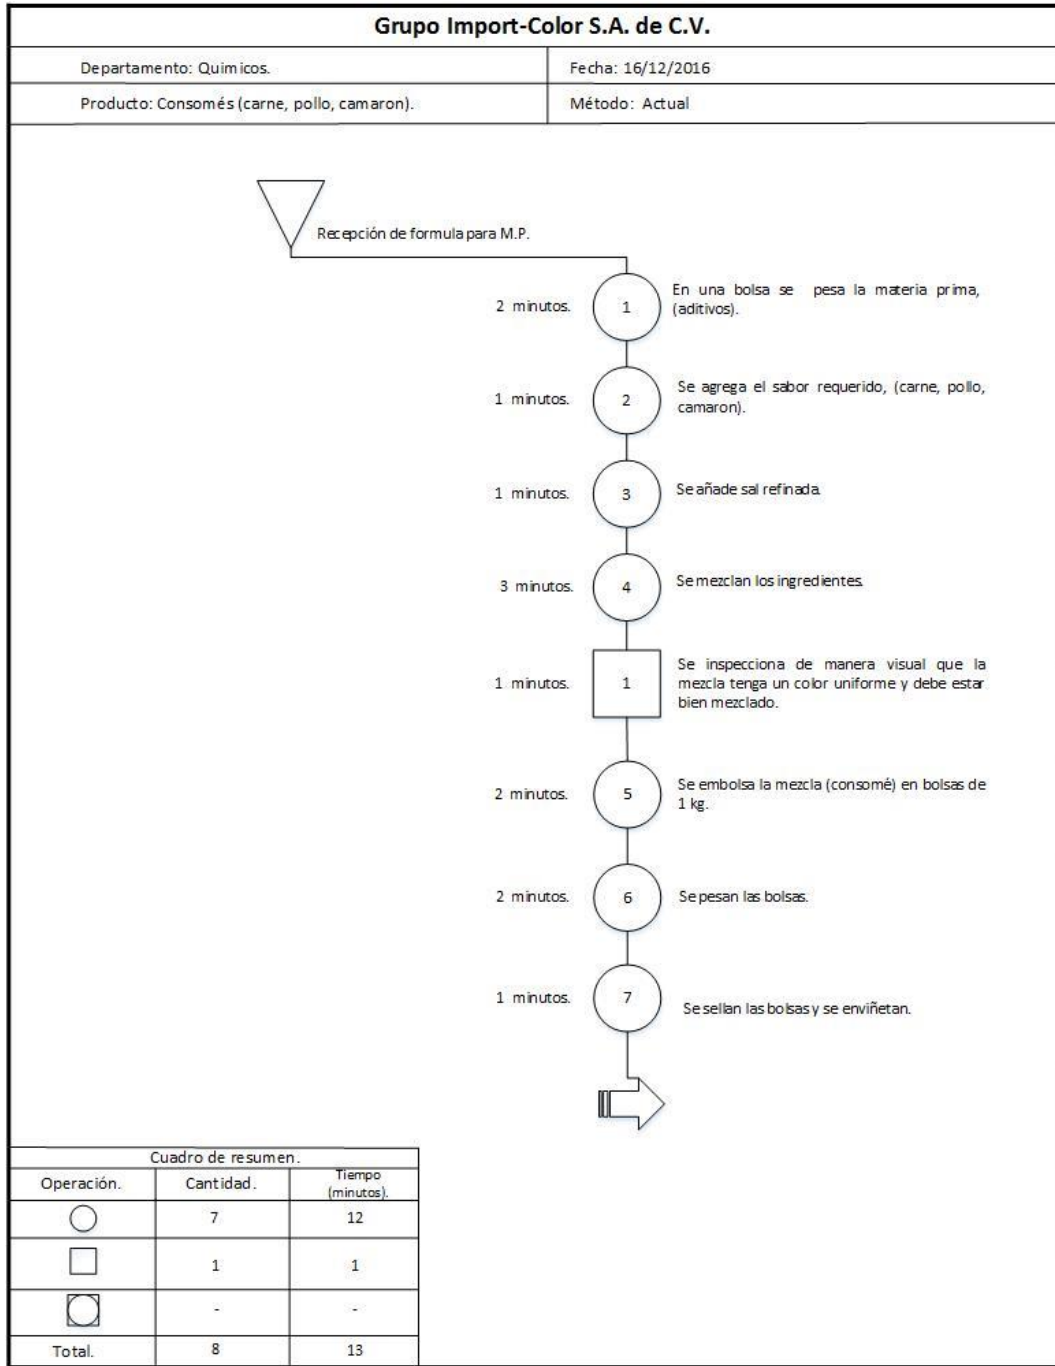 Grupo Import-Color S.A. de C.V.
Departamento: Quimicos.
Fecha: 16/12/2016
Producto: Consomés (carne, pollo, camaron).
Método: Actual
Recepción de formula para M.P.
2 minutos.
1
En una bolsa se pesa la materia prima,
(aditivos).
1 minutos.
2
Se agrega el sabor requerido, (carne, pollo,
camaron).
1 minutos.
3
Se añade sal refinada.
3 minutos.
4
Se mezclan los ingredientes.
1 minutos.
1
Se inspecciona de manera visual que la
mezcla tenga un color uniforme y debe estar
bien mezclado.
2 minutos.
5
Se embolsa la mezcla (consomé) en bolsas de
1 kg.
2 minutos.
6
Se pesan las bolsas.
1 minutos.
7
Se sellan las bolsas y se enviñetan.
Cuadro de resumen.
Operación.
Cantidad.
Tiempo
(minutos).
7
12
1
1
-
-
Total.
8
13